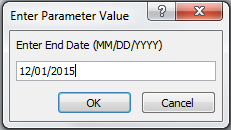 Enter Parameter Value
Enter End Date (MM/DD/YYYY)
12/01/2015
OK
Cancel